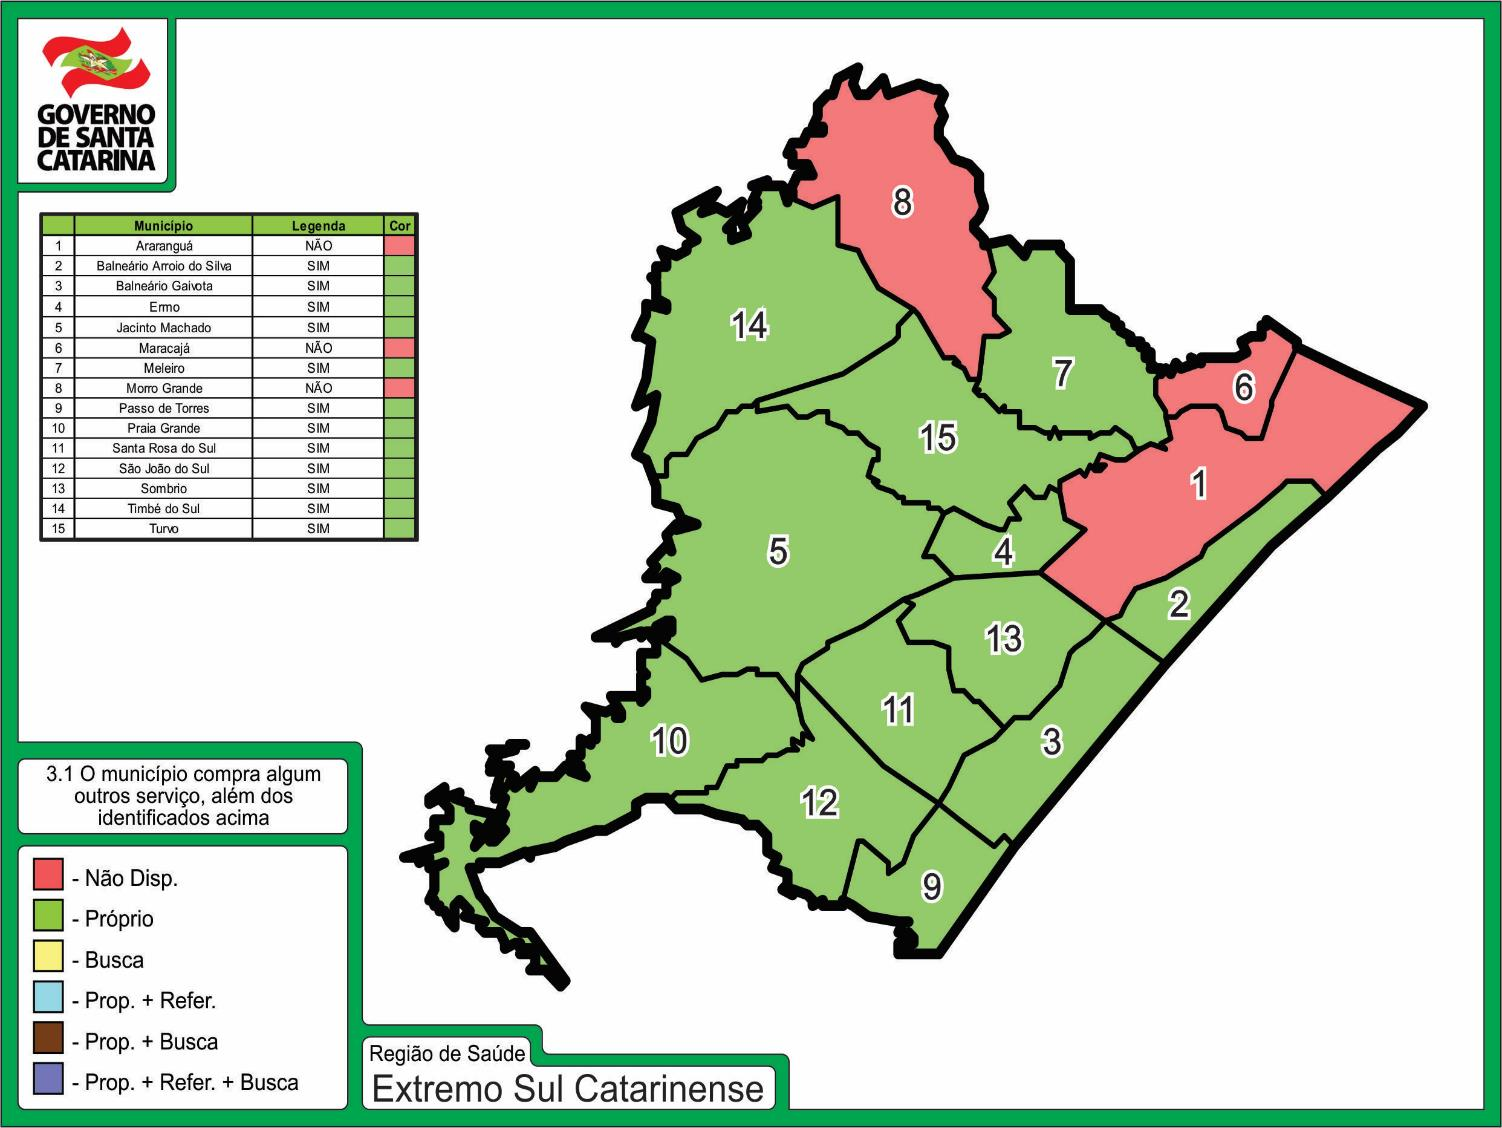 GOVERNO
DE SANTA
CATARINA
Município Legenda Cor
1 Araranguá NÃO
2 Balneário Arroio do Silva SIM
3 Balneário Gaivota SIM
4 Ermo SIM
5 Jacinto Machado SIM
6 Maracajá NÃO
7 Meleiro SIM
8 Morro Grande NÃO
9 Passo de Torres SIM
10 Praia Grande SIM
11 Santa Rosa do Sul SIM
12 São João do Sul SIM
13 Sombrio SIM
14 Timbé do Sul SIM
15 Turvo SIM
8
14
7
6
15
1
5
4
2
13
11
10
3
12
9
3.1 O município compra algum
outros serviço, além dos
identificados acima
- Não Disp.
- Próprio
- Busca
- Prop. + Refer.
- Prop. + Busca
- Prop. + Refer. + Busca
Região de Saúde
Extremo Sul Catarinense